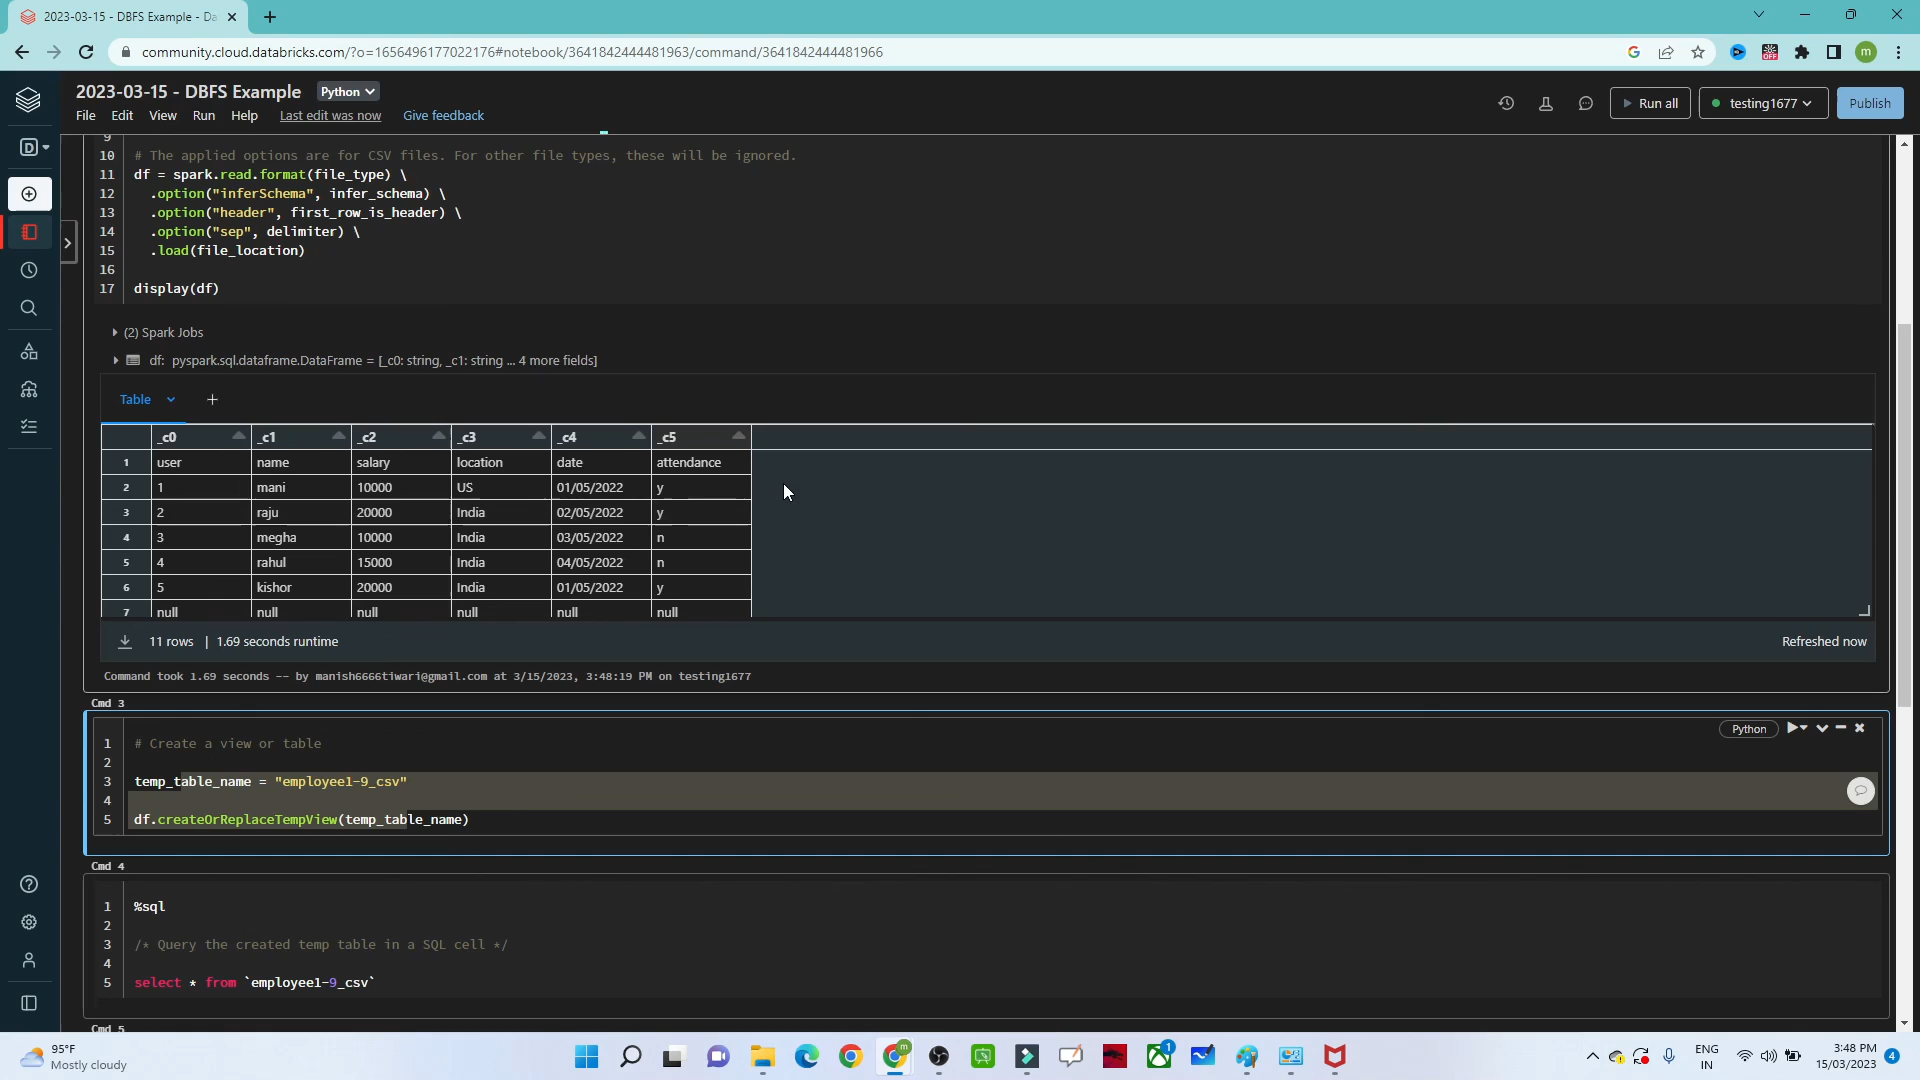 2023-03-15 - DBFS Example - Da
community.cloud.databricks.com/?o=1656496177022176#notebook/3641842444481963/command/3641842444481966
m
2023-03-15 - DBFS Example Python
File Edit View Run Help Last edit was now Give feedback
Run all testing1677 Publish
D
9
10 # The applied options are for CSV files. For other file types, these will be ignored.
11 df = spark.read.format(file_type) \
12 .option("inferSchema", infer_schema) \
13 .option("header", first_row_is_header) \
14 .option("sep", delimiter) \
15 .load(file_location)
16
17 display(df)
(2) Spark Jobs
df: pyspark.sql.dataframe.DataFrame = [_c0: string, _c1: string ... 4 more fields]
Table +
_c0 _c1 _c2 _c3 _c4 _c5
1 user name salary location date attendance
2 1 mani 10000 US 01/05/2022 y
3 2 raju 20000 India 02/05/2022 y
4 3 megha 10000 India 03/05/2022 n
5 4 rahul 15000 India 04/05/2022 n
6 5 kishor 20000 India 01/05/2022 y
7 null null null null null null
11 rows | 1.69 seconds runtime Refreshed now
Command took 1.69 seconds -- by manish6666tiwari@gmail.com at 3/15/2023, 3:48:19 PM on testing1677
Cmd 3
Python
1 # Create a view or table
2
3 temp_table_name = "employee1-9_csv"
4
5 df.createOrReplaceTempView(temp_table_name)
Cmd 4
1 %sql
2
3 /* Query the created temp table in a SQL cell */
4
5 select * from `employee1-9_csv`
Cmd 5
95°F
Mostly cloudy
ENG
IN
3:48 PM
15/03/2023
4